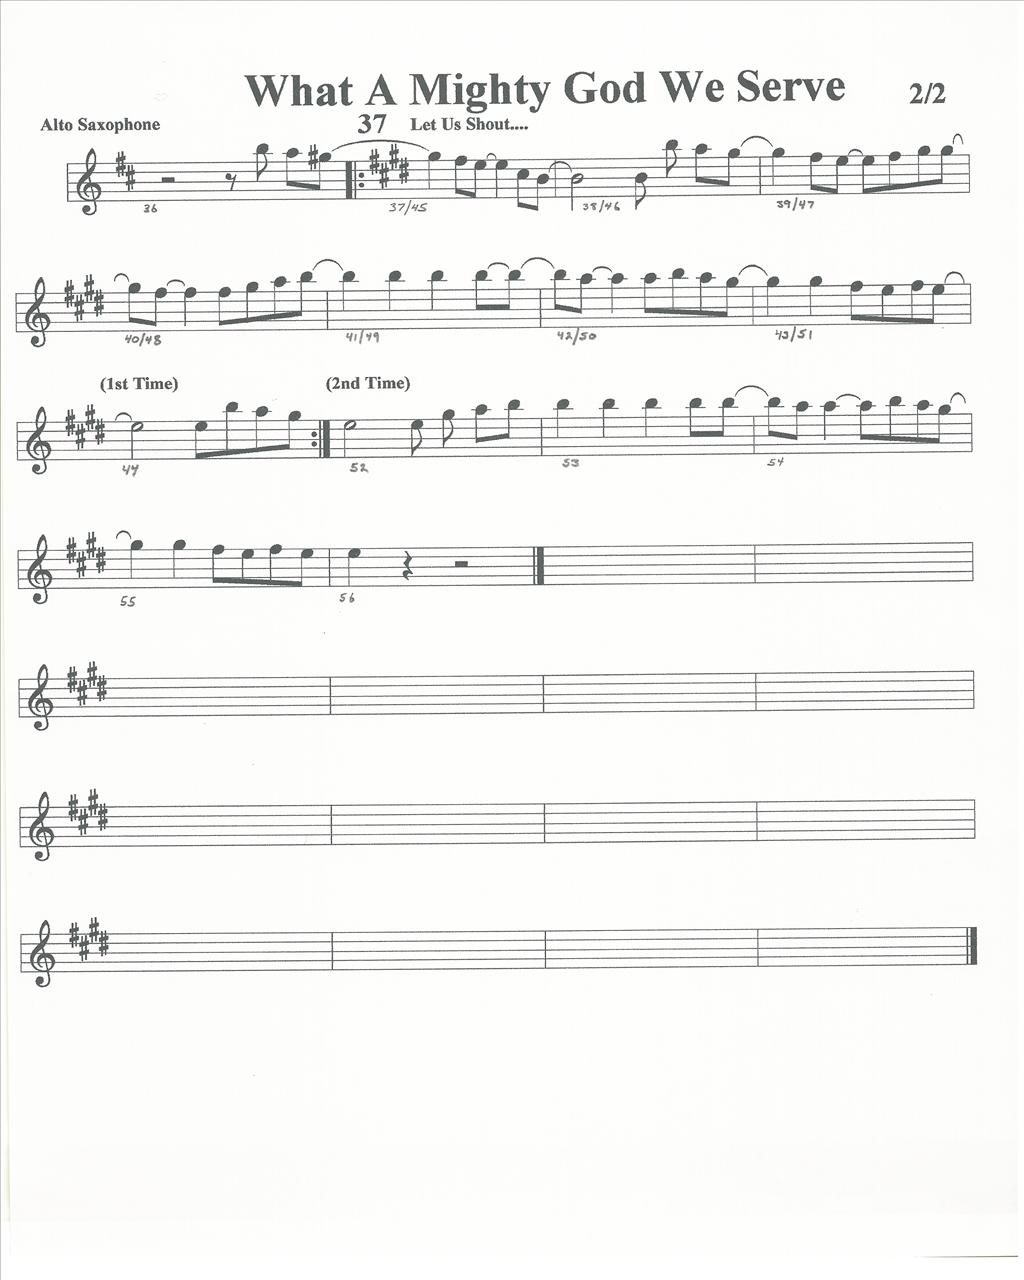 What A Mighty God We Serve 2/2
Alto Saxophone 37 Let Us Shout....
36 37/45 38/46 39/47
40/48 41/49 42/50 43/51
(1st Time) (2nd Time)
44 52 53 54
55 56